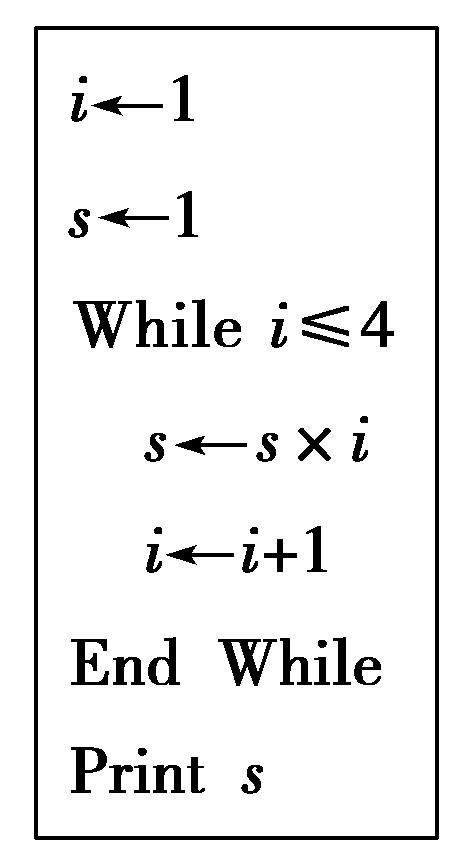 i←1
s←1
While i≤4
s←s×i
i←i+1
End While
Print s